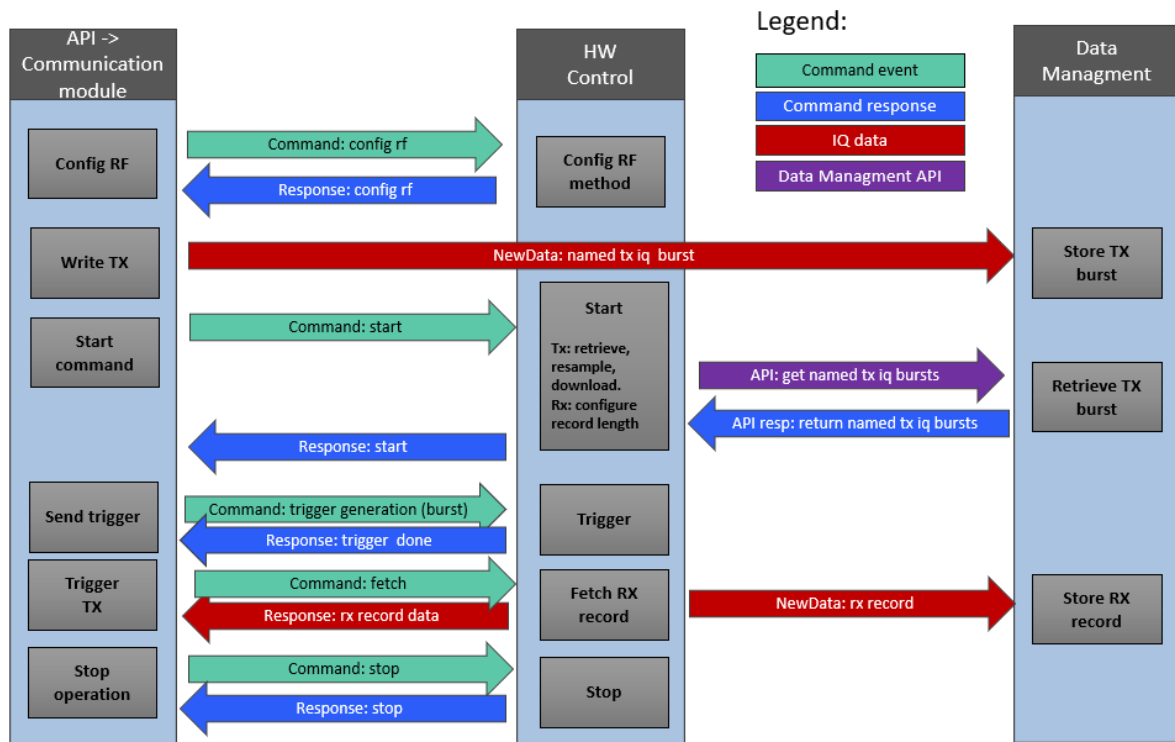 API ->
Communication
module
HW
Control
Legend:
Command event
Command response
IQ data
Data Managment API
Data
Managment
Config RF
Command: config rf
Response: config rf
Config RF
method
Write TX
NewData: named tx iq  burst
Store TX
burst
Start
command
Command: start
Start
Tx: retrieve,
resample,
download.
Rx: configure
record length
API: get named tx iq bursts
API resp: return named tx iq bursts
Retrieve TX
burst
Response: start
Send trigger
Command: trigger generation (burst)
Response: trigger  done
Trigger
Trigger
TX
Command: fetch
Response: rx record data
Fetch RX
record
NewData: rx record
Store RX
record
Stop
operation
Command: stop
Response: stop
Stop